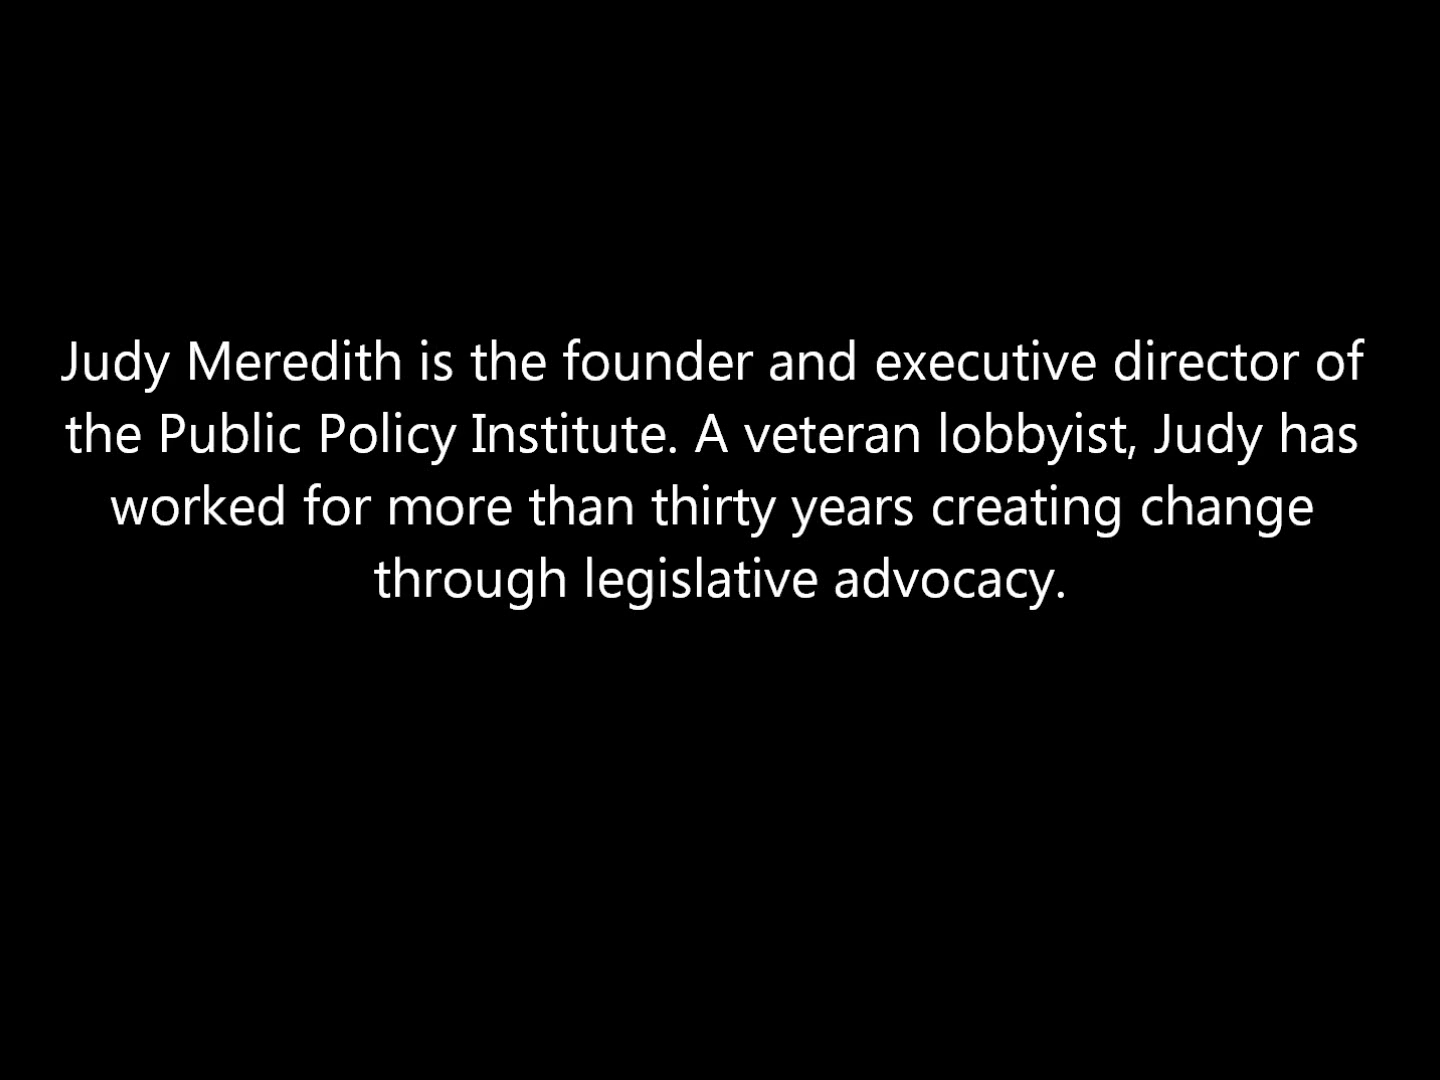 Judy Meredith is the founder and executive director of
the Public Policy Institute. A veteran lobbyist, Judy has
worked for more than thirty years creating change
through legislative advocacy.